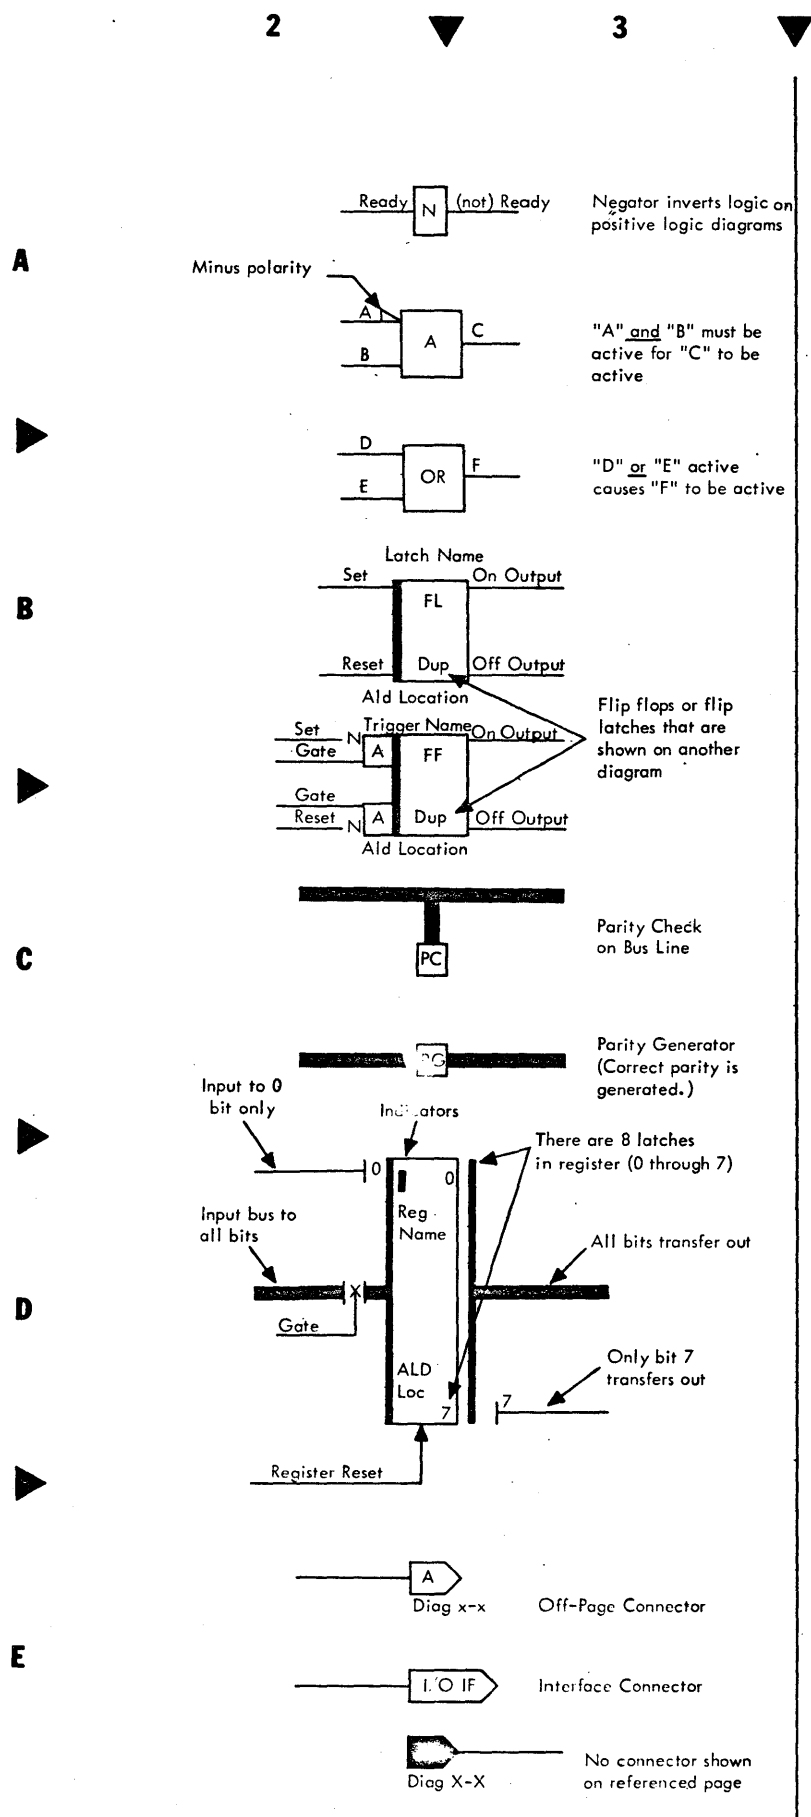 2 3
Ready N (not) Ready
Negator inverts logic on
positive logic diagrams
A
Minus polarity
A
B
A
C
"A" and "B" must be
active for "C" to be
active
D
E
OR
F
"D" or "E" active
causes "F" to be active
B
Latch Name
Set FL On Output
Reset Dup Off Output
Ald Location
Flip flops or flip
latches that are
shown on another
diagram
Trigger Name
Set N On Output
Gate A FF
Gate
Reset N A Dup Off Output
Ald Location
C
PC
Parity Check
on Bus Line
PG
Parity Generator
(Correct parity is
generated.)
Input to 0
bit only
Indicators
There are 8 latches
in register (0 through 7)
0 0
Reg
Name
Input bus to
all bits
All bits transfer out
D
X
Gate
ALD
Loc
7
Only bit 7
transfers out
7
Register Reset
A
Diag x-x
Off-Page Connector
E
I/O IF
Interface Connector
Diag X-X
No connector shown
on referenced page